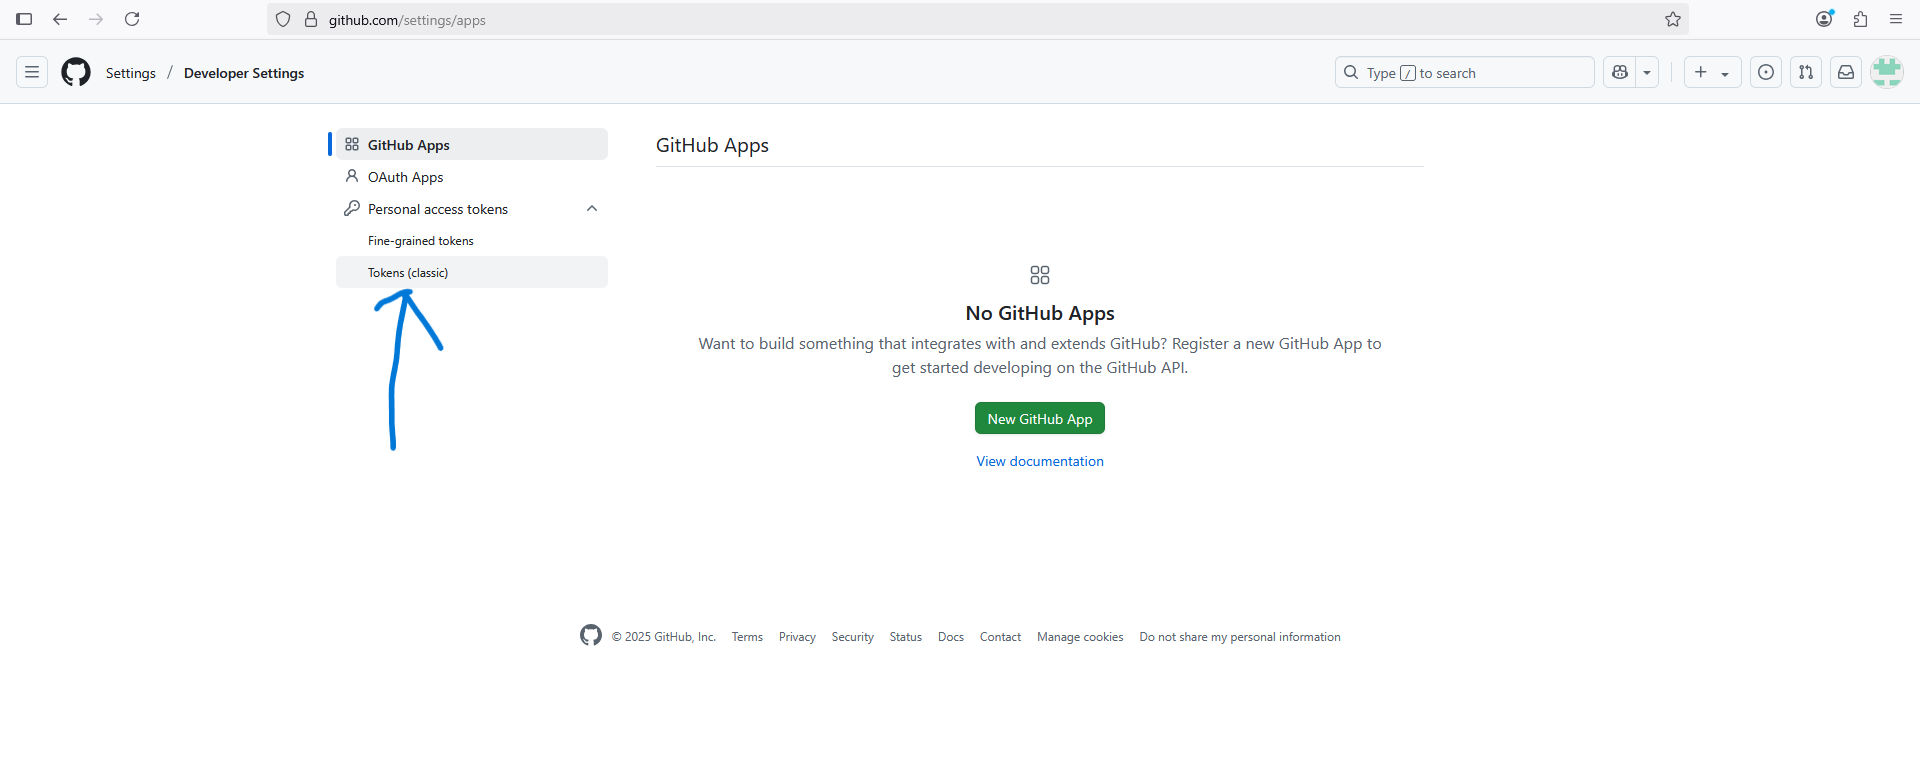 github.com/settings/apps
Settings / Developer Settings
Type / to search
GitHub Apps
OAuth Apps
Personal access tokens
Fine-grained tokens
Tokens (classic)
GitHub Apps
No GitHub Apps
Want to build something that integrates with and extends GitHub? Register a new GitHub App to
get started developing on the GitHub API.
New GitHub App
View documentation
© 2025 GitHub, Inc. Terms Privacy Security Status Docs Contact Manage cookies Do not share my personal information